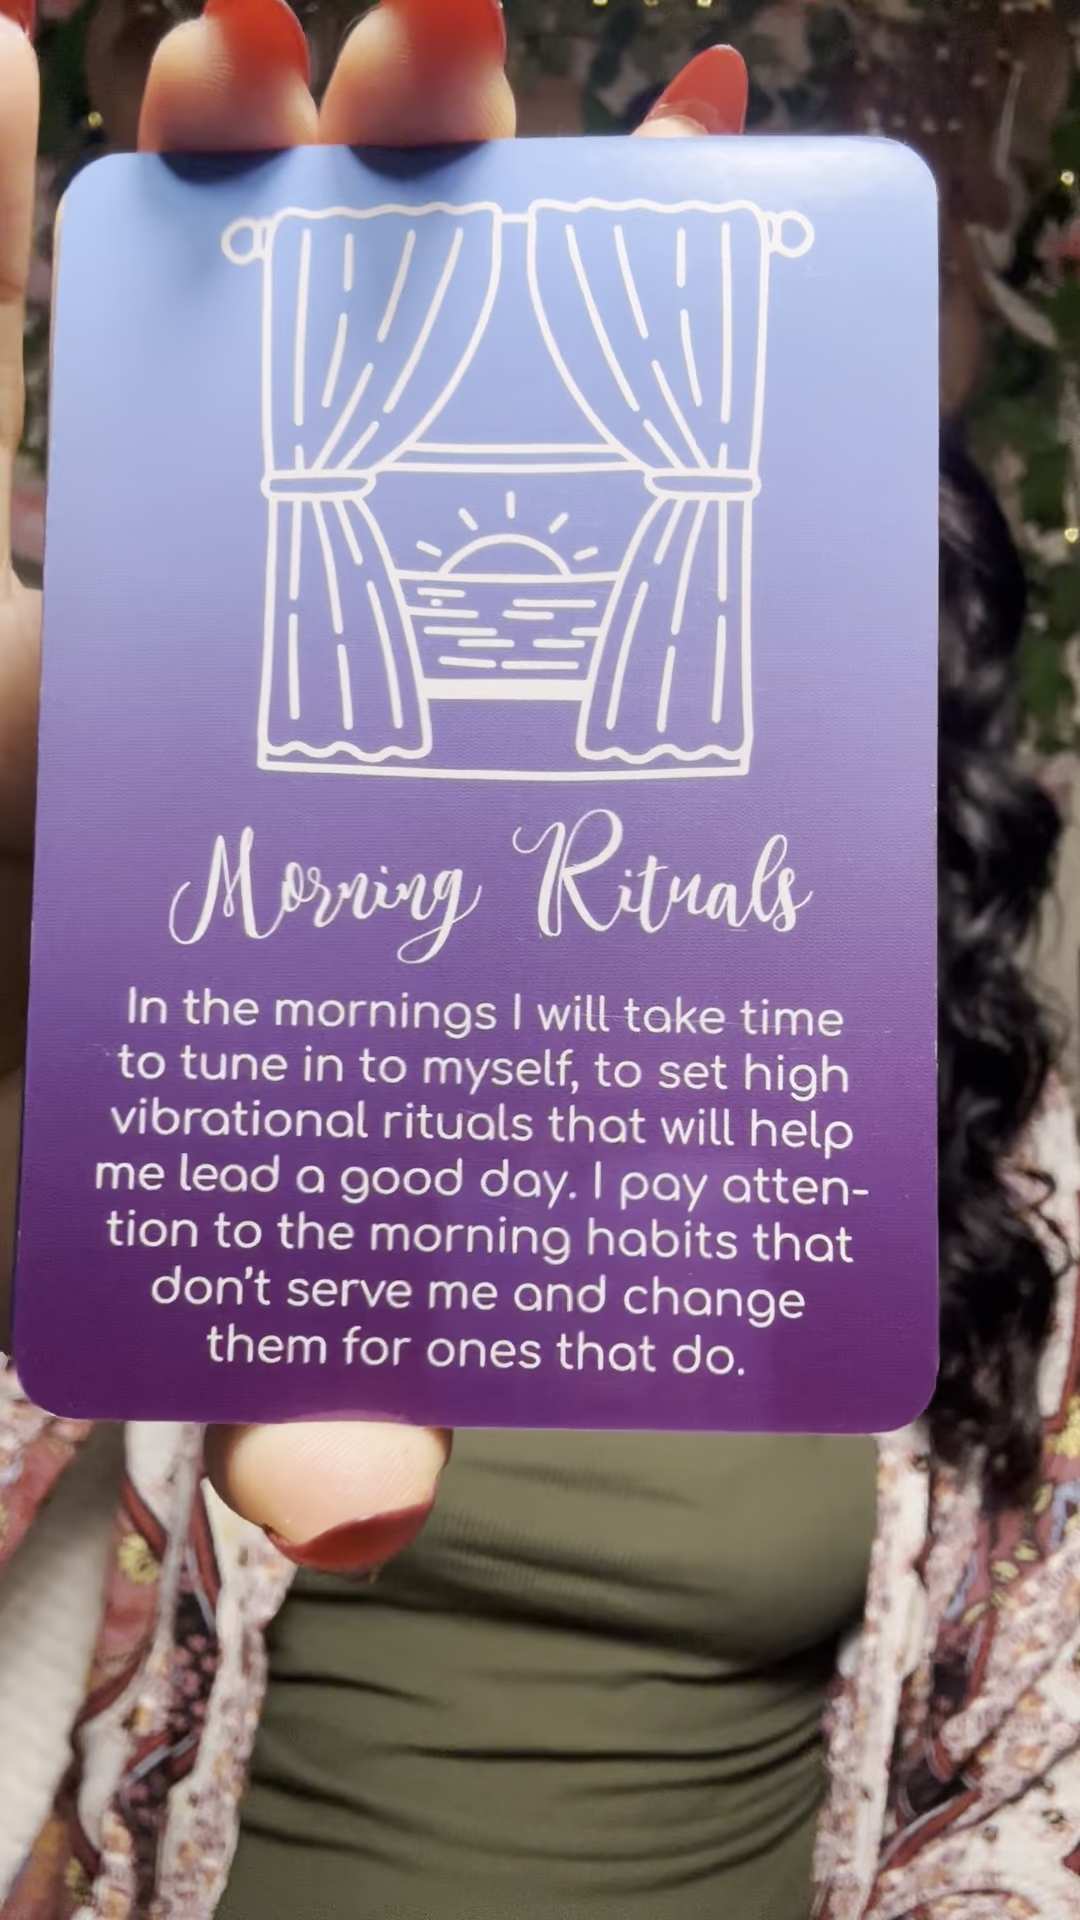 Morning Rituals
In the mornings I will take time
to tune in to myself, to set high
vibrational rituals that will help
me lead a good day. I pay atten-
tion to the morning habits that
don't serve me and change
them for ones that do.